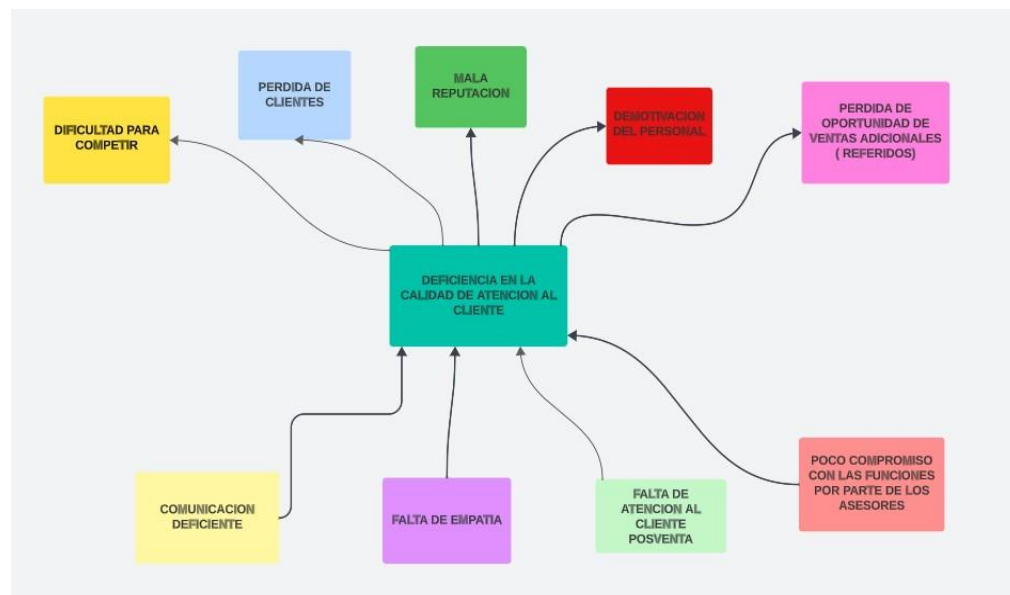 DIFICULTAD PARA
COMPETIR
PERDIDA DE
CLIENTES
MALA
REPUTACION
DEMOTIVACION
DEL PERSONAL
PERDIDA DE
OPORTUNIDAD DE
VENTAS ADICIONALES
( REFERIDOS)
DEFICIENCIA EN LA
CALIDAD DE ATENCION AL
CLIENTE
COMUNICACION
DEFICIENTE
FALTA DE EMPATIA
FALTA DE
ATENCION AL
CLIENTE
POSVENTA
POCO COMPROMISO
CON LAS FUNCIONES
POR PARTE DE LOS
ASESORES